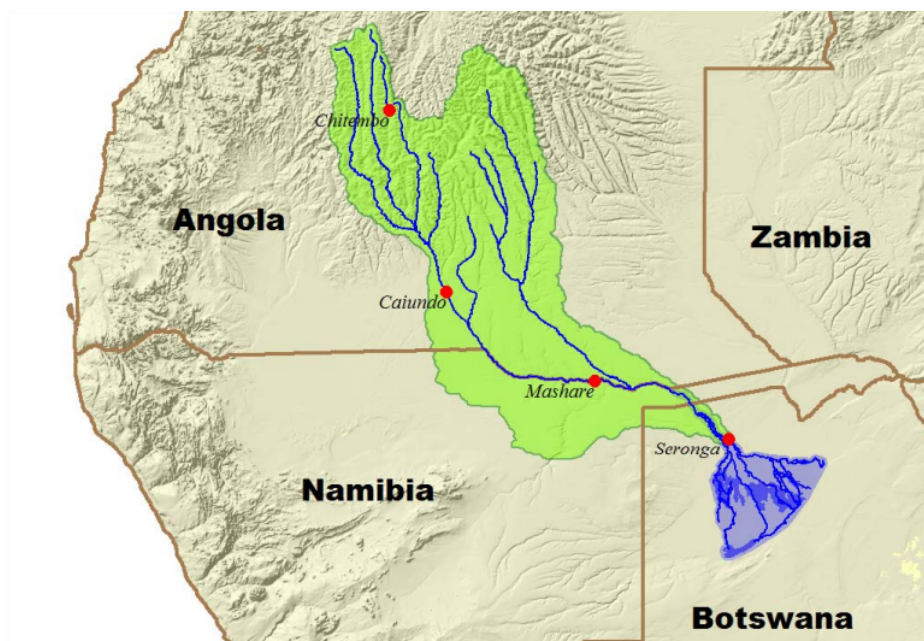 Chitembo
Angola
Zambia
Caiundo
Mashare
Seronga
Namibia
Botswana